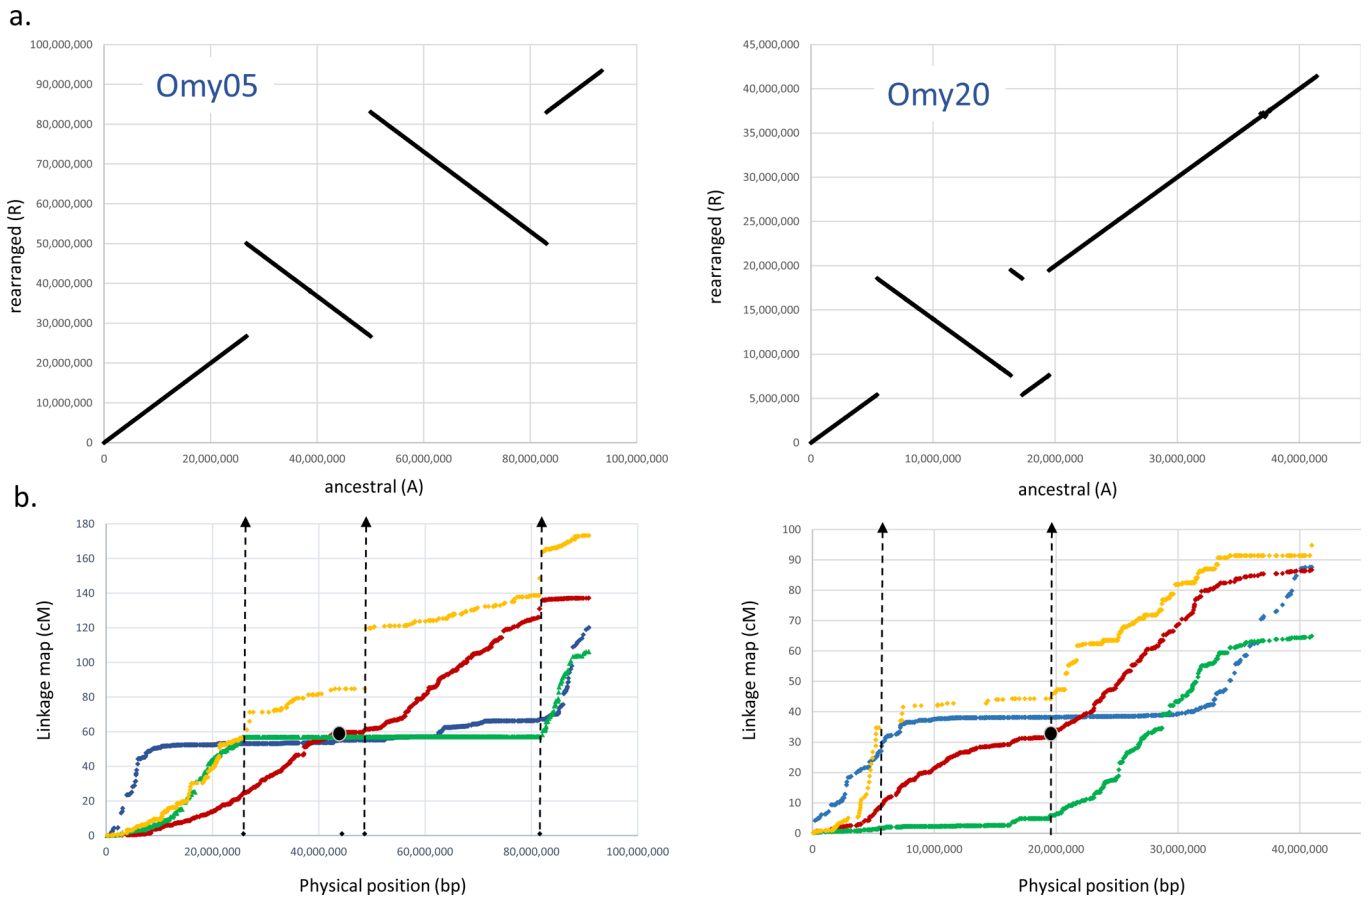 a.
100,000,000
90,000,000
80,000,000
70,000,000
60,000,000
50,000,000
40,000,000
30,000,000
20,000,000
10,000,000
0
rearranged (R)
Omy05
0 20,000,000 40,000,000 60,000,000 80,000,000 100,000,000
ancestral (A)
45,000,000
40,000,000
35,000,000
30,000,000
25,000,000
20,000,000
15,000,000
10,000,000
5,000,000
0
rearranged (R)
Omy20
0 10,000,000 20,000,000 30,000,000 40,000,000
ancestral (A)
b.
180
160
140
120
100
80
60
40
20
0
Linkage map (cM)
0 20,000,000 40,000,000 60,000,000 80,000,000 100,000,000
Physical position (bp)
100
90
80
70
60
50
40
30
20
10
0
Linkage map (cM)
0 10,000,000 20,000,000 30,000,000 40,000,000
Physical position (bp)